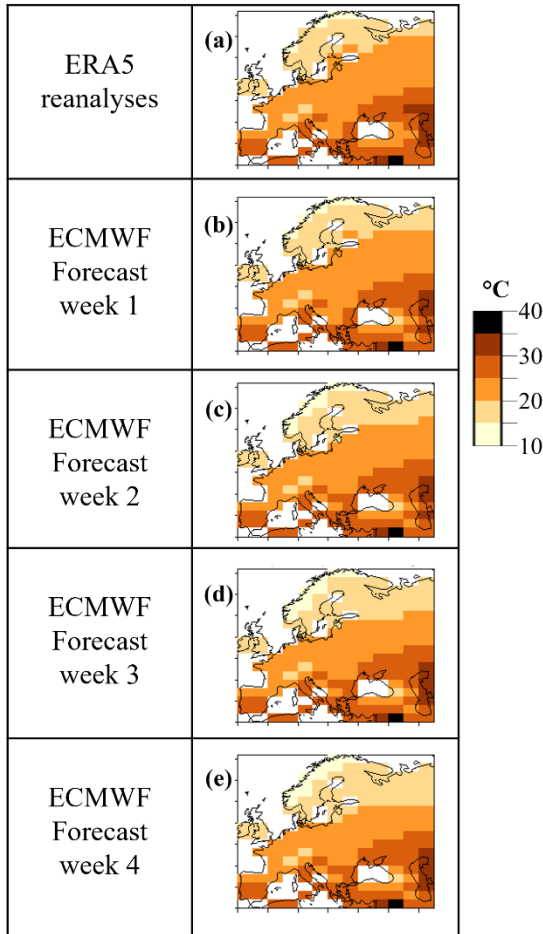 ERA5
reanalyses
(a)
ECMWF
Forecast
week 1
(b)
°C
40
30
20
10
ECMWF
Forecast
week 2
(c)
ECMWF
Forecast
week 3
(d)
ECMWF
Forecast
week 4
(e)